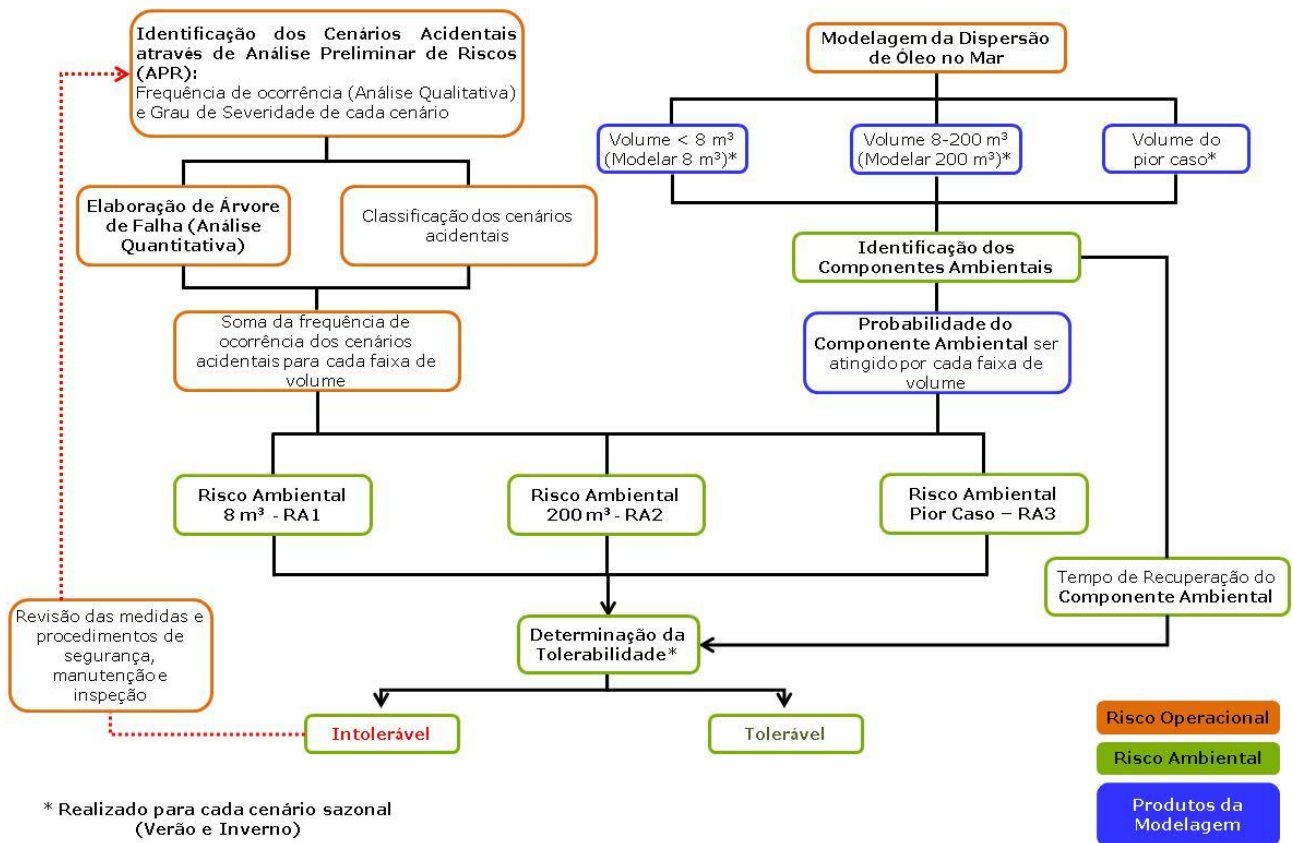 Identificação dos Cenários Acidentais
através de Análise Preliminar de Riscos
(APR):
Frequência de ocorrência (Análise Qualitativa)
e Grau de Severidade de cada cenário
Modelagem da Dispersão
de Óleo no Mar
Volume < 8 m³
(Modelar 8 m³)*
Volume 8-200 m³
(Modelar 200 m³)*
Volume do
pior caso*
Elaboração de Árvore
de Falha (Análise
Quantitativa)
Classificação dos cenários
acidentais
Identificação dos
Componentes Ambientais
Soma da frequência de
ocorrência dos cenários
acidentais para cada faixa de
volume
Probabilidade do
Componente Ambiental ser
atingido por cada faixa de
volume
Risco Ambiental
8 m³ - RA1
Risco Ambiental
200 m³ - RA2
Risco Ambiental
Pior Caso – RA3
Tempo de Recuperação do
Componente Ambiental
Revisão das medidas e
procedimentos de
segurança,
manutenção e
inspeção
Determinação da
Tolerabilidade*
Intolerável
Tolerável
Risco Operacional
Risco Ambiental
Produtos da
Modelagem
* Realizado para cada cenário sazonal
(Verão e Inverno)